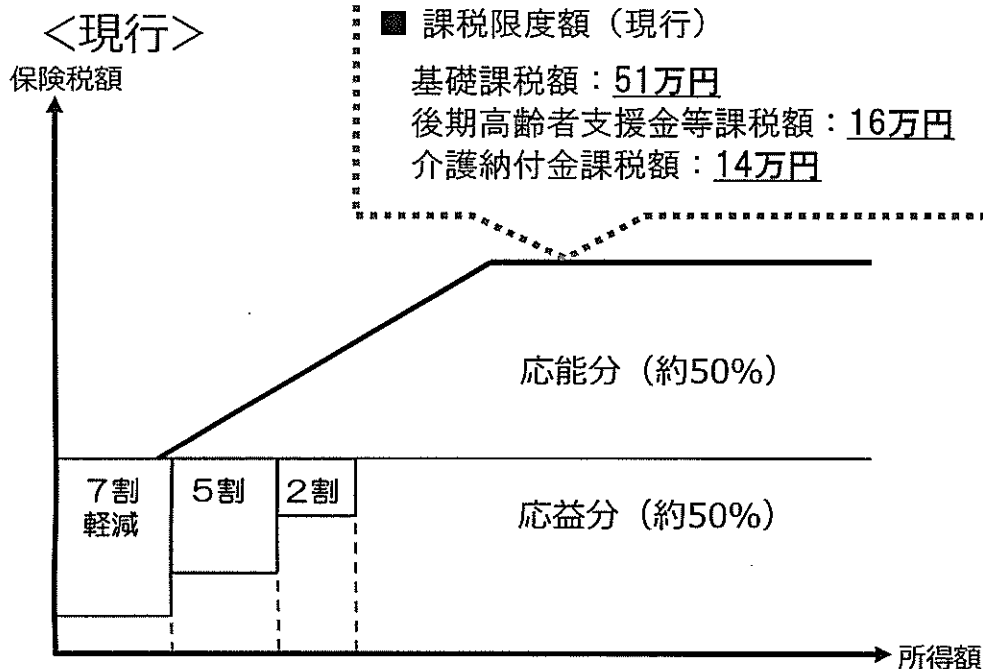 <現行>
■ 課税限度額(現行)
基礎課税額:51万円
後期高齢者支援金等課税額:16万円
介護納付金課税額:14万円
保険税額
応能分(約50%)
7割
軽減
5割
2割
応益分(約50%)
所得額